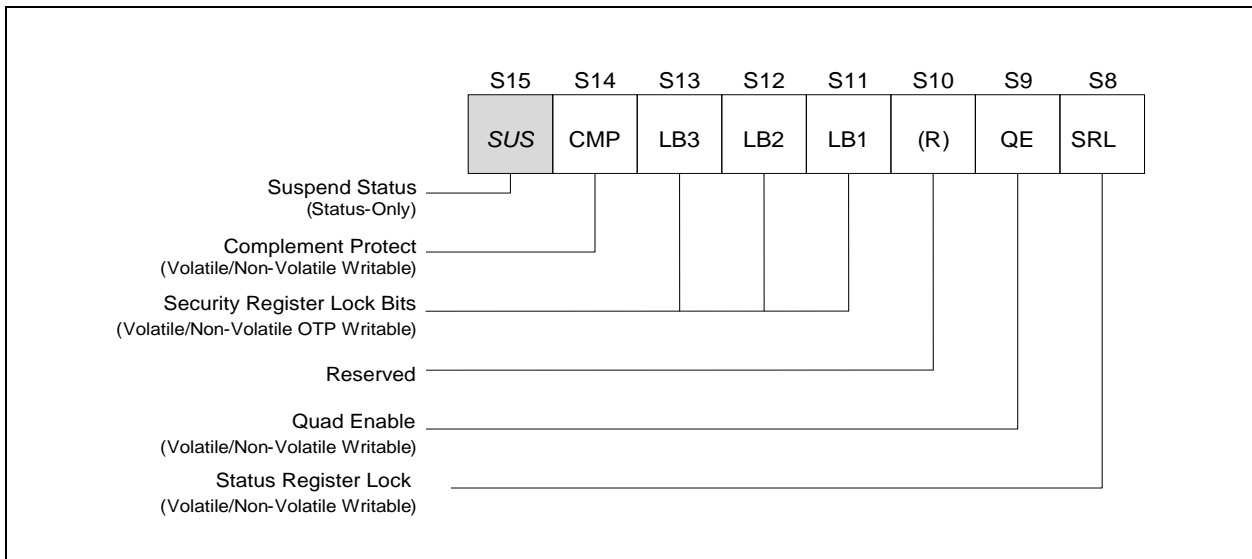 S15 S14 S13 S12 S11 S10 S9 S8
SUS CMP LB3 LB2 LB1 (R) QE SRL
Suspend Status
(Status-Only)
Complement Protect
(Volatile/Non-Volatile Writable)
Security Register Lock Bits
(Volatile/Non-Volatile OTP Writable)
Reserved
Quad Enable
(Volatile/Non-Volatile Writable)
Status Register Lock
(Volatile/Non-Volatile Writable)